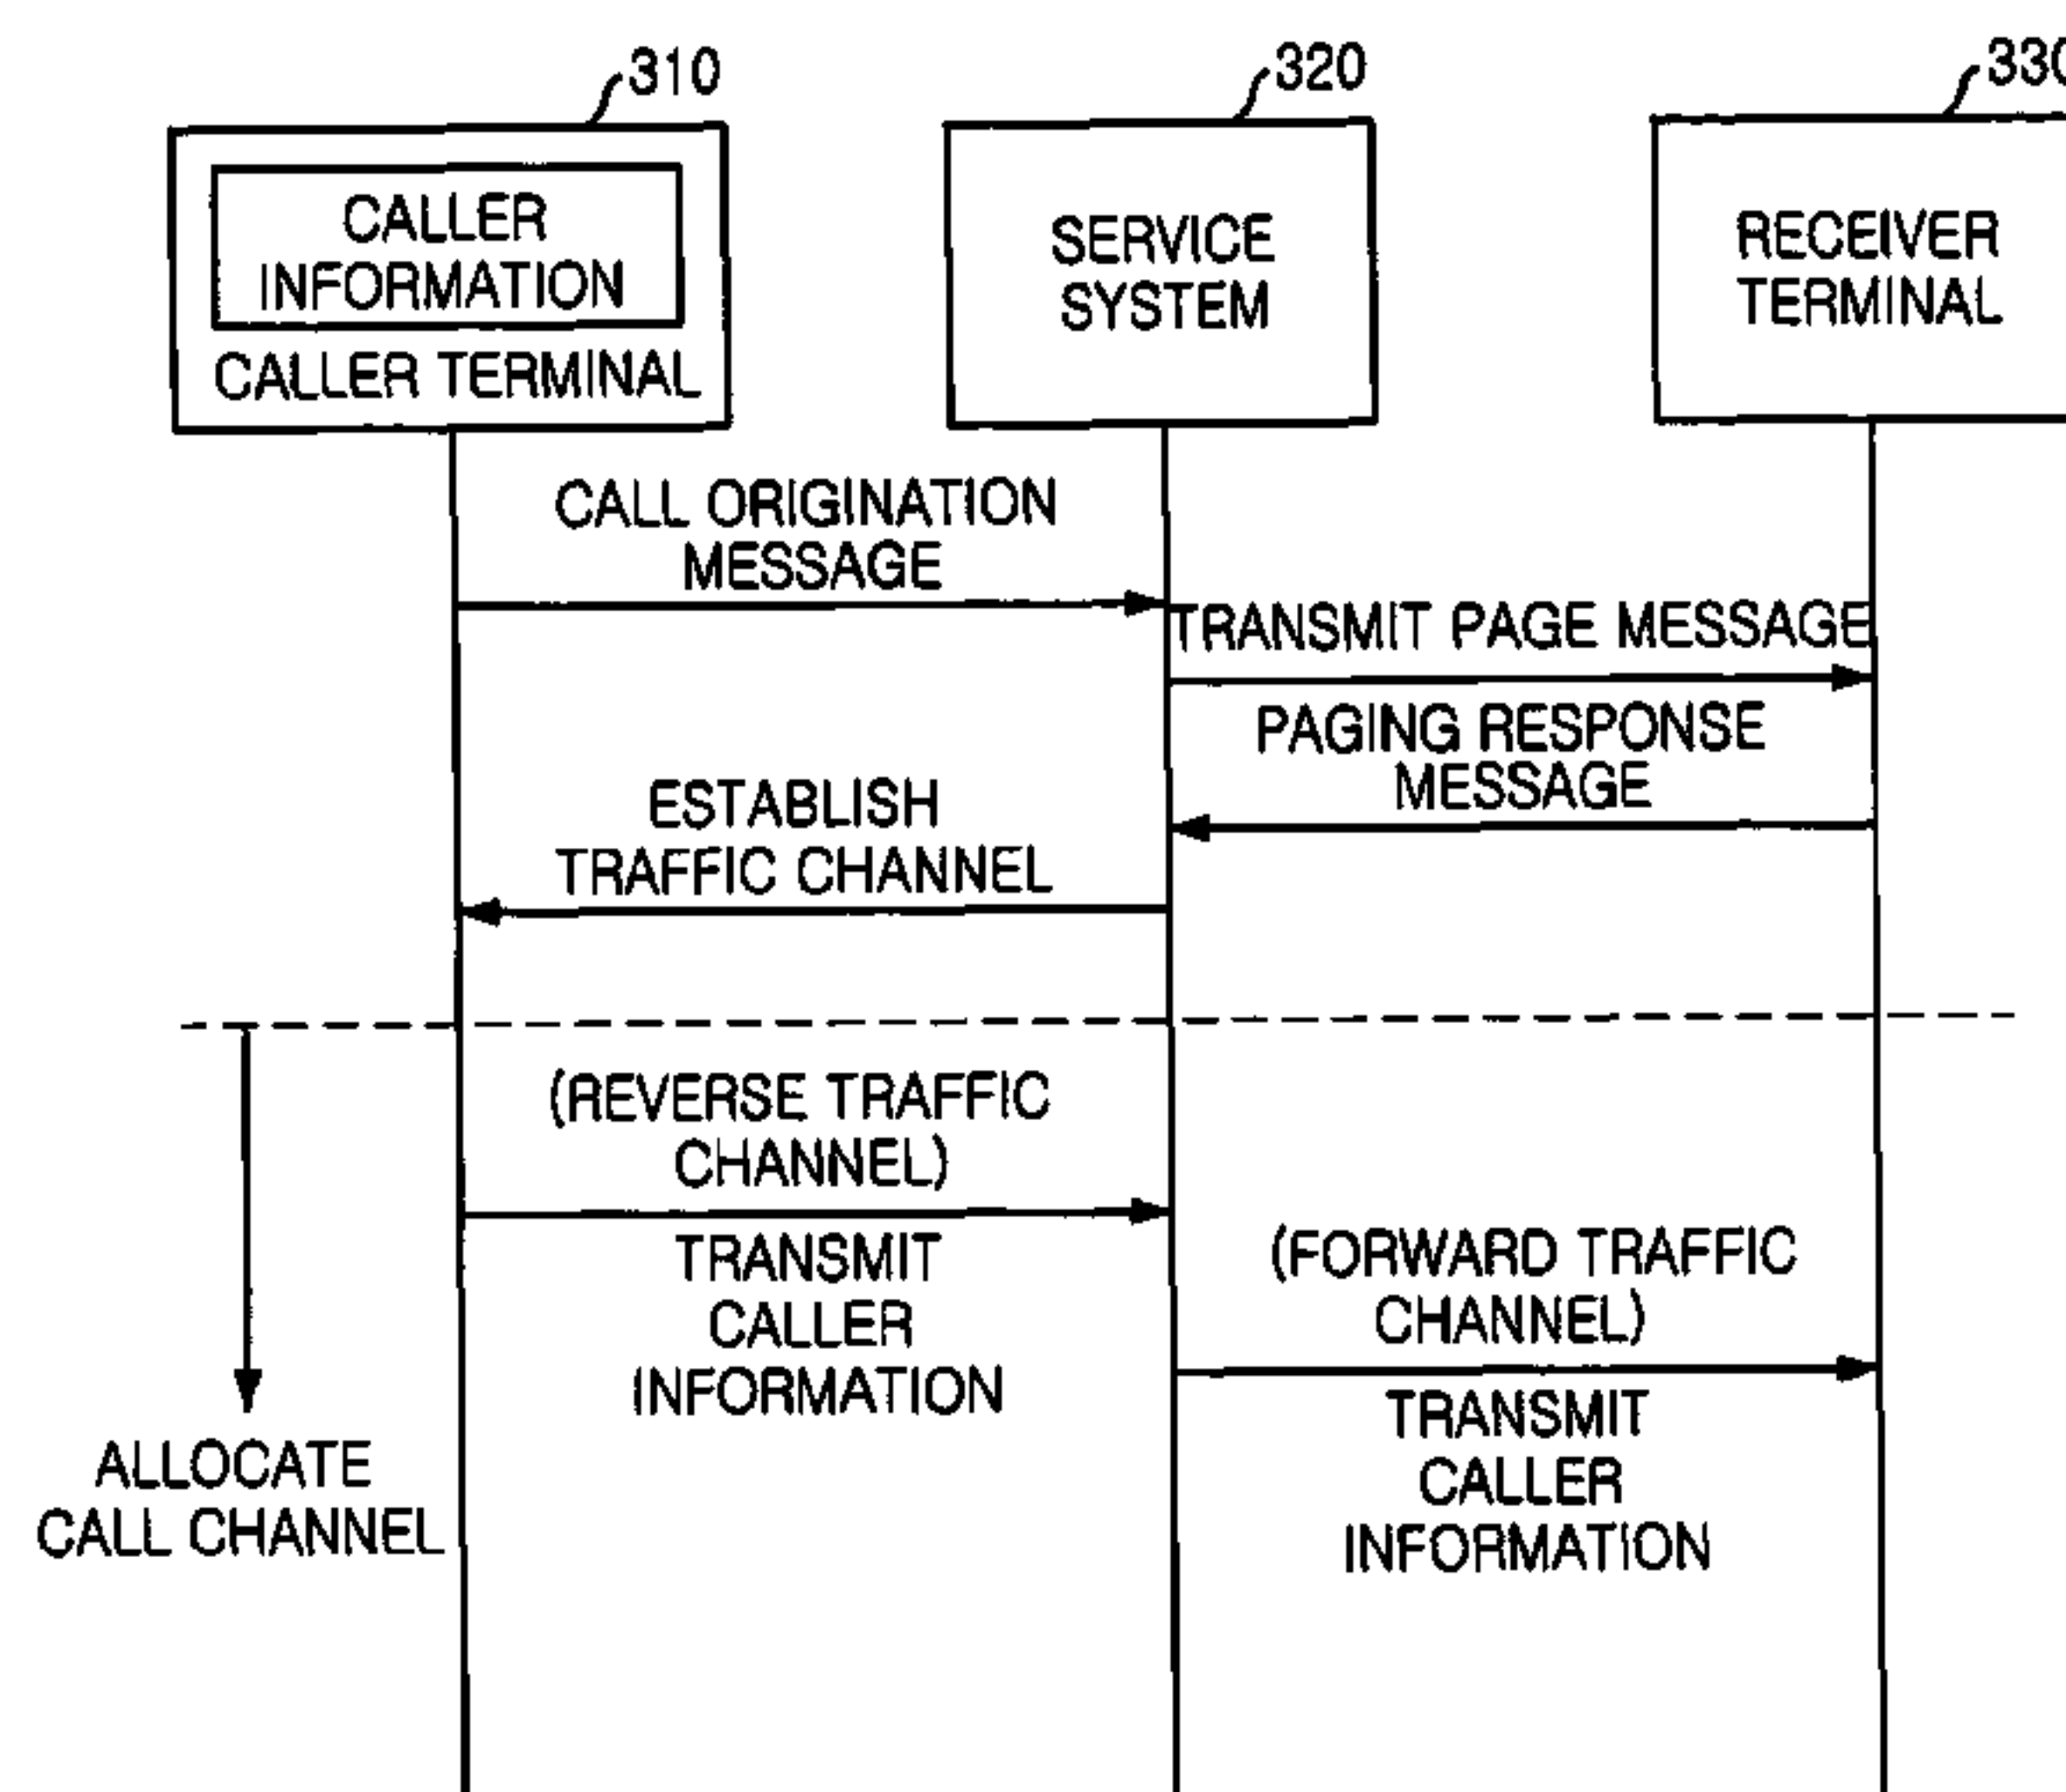 310
320
330
CALLER
INFORMATION
CALLER TERMINAL
SERVICE
SYSTEM
RECEIVER
TERMINAL
CALL ORIGINATION
MESSAGE
TRANSMIT PAGE MESSAGE
PAGING RESPONSE
MESSAGE
ESTABLISH
TRAFFIC CHANNEL
(REVERSE TRAFFIC
CHANNEL)
TRANSMIT
CALLER
INFORMATION
(FORWARD TRAFFIC
CHANNEL)
TRANSMIT
CALLER
INFORMATION
ALLOCATE
CALL CHANNEL